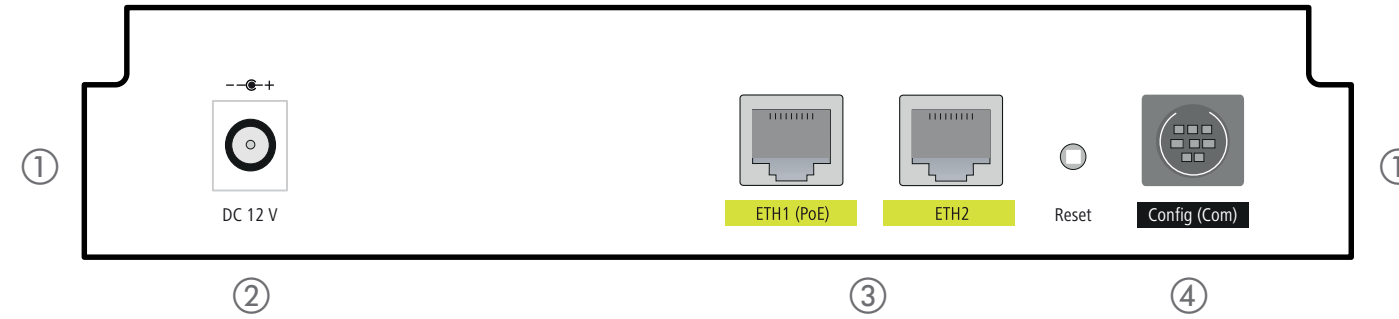 ① ①
DC 12 V
ETH1 (PoE)
ETH2
Reset
Config (Com)
② ③ ④